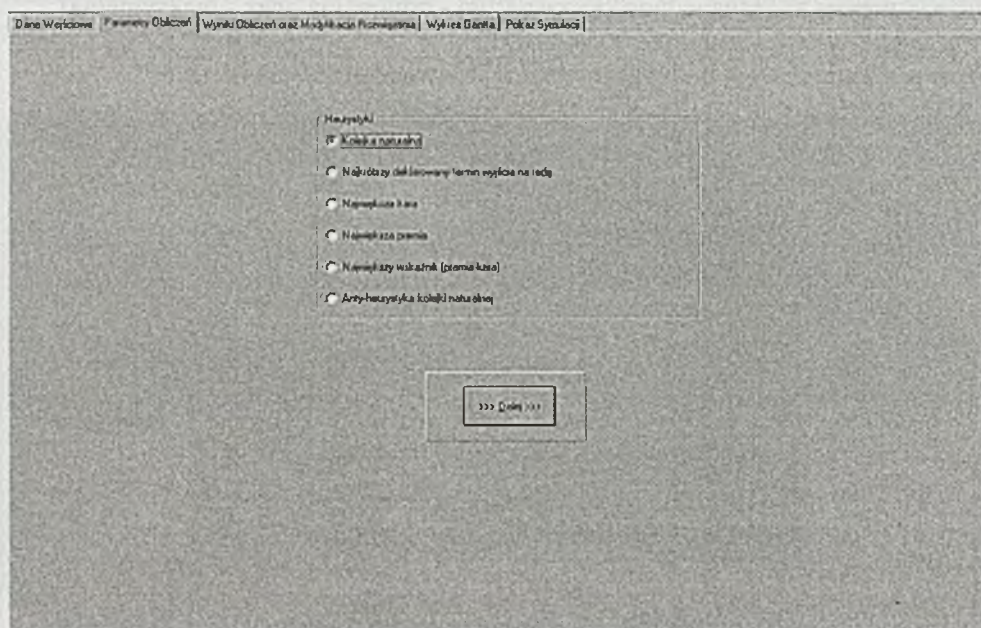 Dane Wejściowe Parametry Obliczeń Wyniki Obliczeń oraz Modyfikacja Rozwiązania Wykres Gantta Pokaz Symulacji
Heurystyki
Kolejka naturalna
Najkrótszy deklarowany termin wyjścia na redę
Największa kara
Największa premia
Największy wskaźnik (premia-kara)
Anty-heurystyka kolejki naturalnej
>>> Dalej >>>